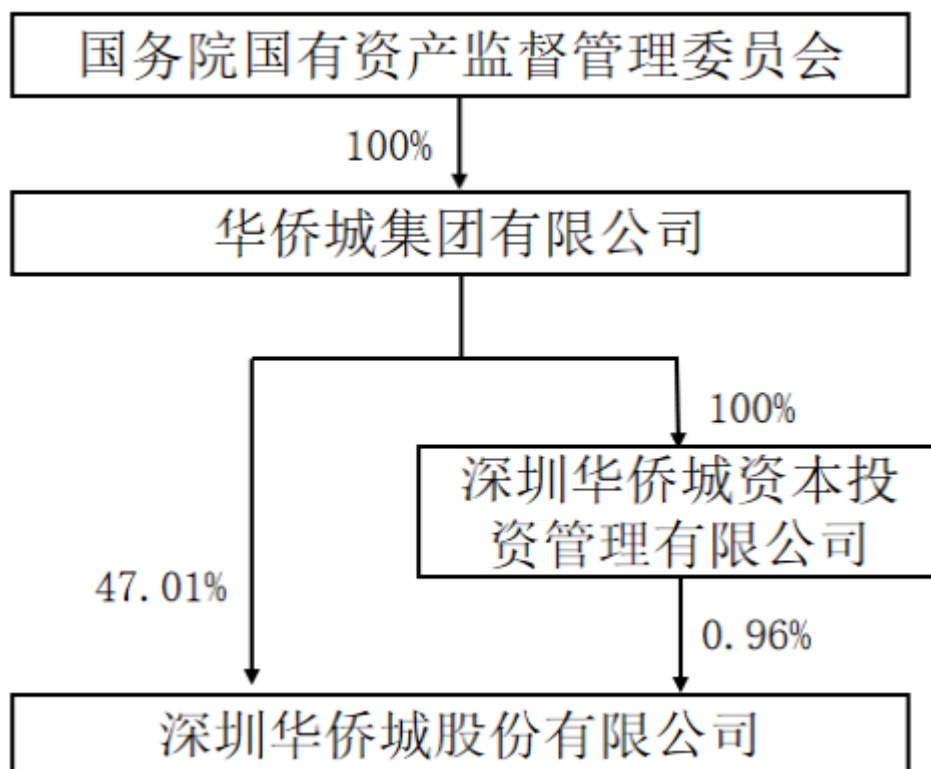 国务院国有资产监督管理委员会
100%
华侨城集团有限公司
100%
深圳华侨城资本投
资管理有限公司
47.01%
0.96%
深圳华侨城股份有限公司